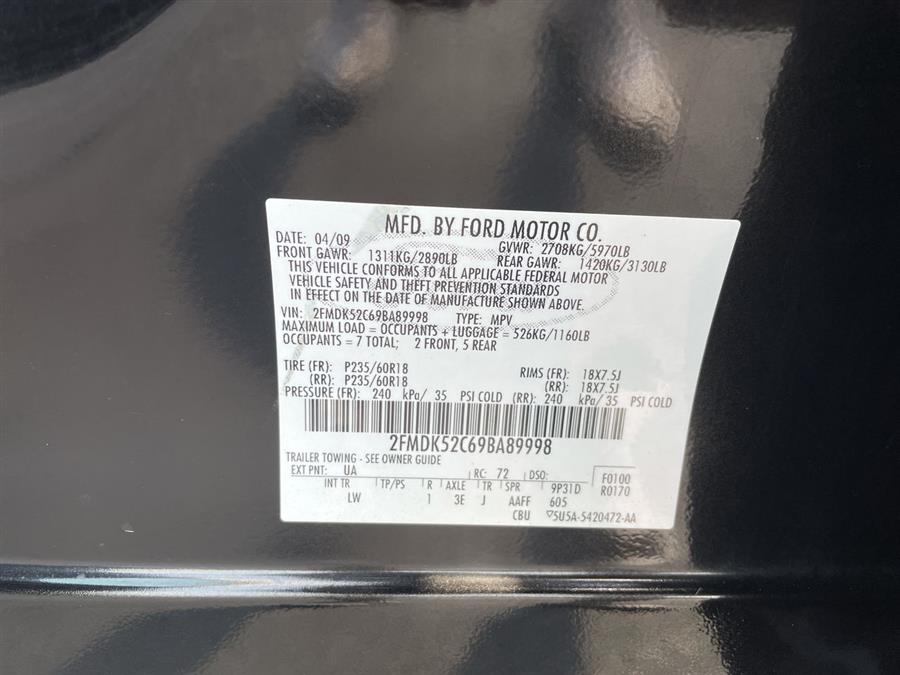 MFD. BY FORD MOTOR CO.
DATE: 04/09 GVWR: 2708KG/5970LB
FRONT GAWR: 1311KG/2890LB REAR GAWR: 1420KG/3130LB
THIS VEHICLE CONFORMS TO ALL APPLICABLE FEDERAL MOTOR
VEHICLE SAFETY AND THEFT PREVENTION STANDARDS
IN EFFECT ON THE DATE OF MANUFACTURE SHOWN ABOVE.
VIN: 2FMDK52C69BA89998 TYPE: MPV
MAXIMUM LOAD = OCCUPANTS + LUGGAGE = 526KG/1160LB
OCCUPANTS = 7 TOTAL; 2 FRONT, 5 REAR
TIRE (FR): P235/60R18 RIMS (FR): 18X7.5J
(RR): P235/60R18 (RR): 18X7.5J
PRESSURE (FR): 240 kPa/ 35 PSI COLD (RR): 240 kPa/ 35 PSI COLD
2FMDK52C69BA89998
TRAILER TOWING - SEE OWNER GUIDE
EXT PNT: UA RC: 72 DSO: F0100
INT TR TP/PS R AXLE TR SPR 9P31D R0170
LW 1 3E J AAFF 605
CBU ▽5U5A-5420472-AA